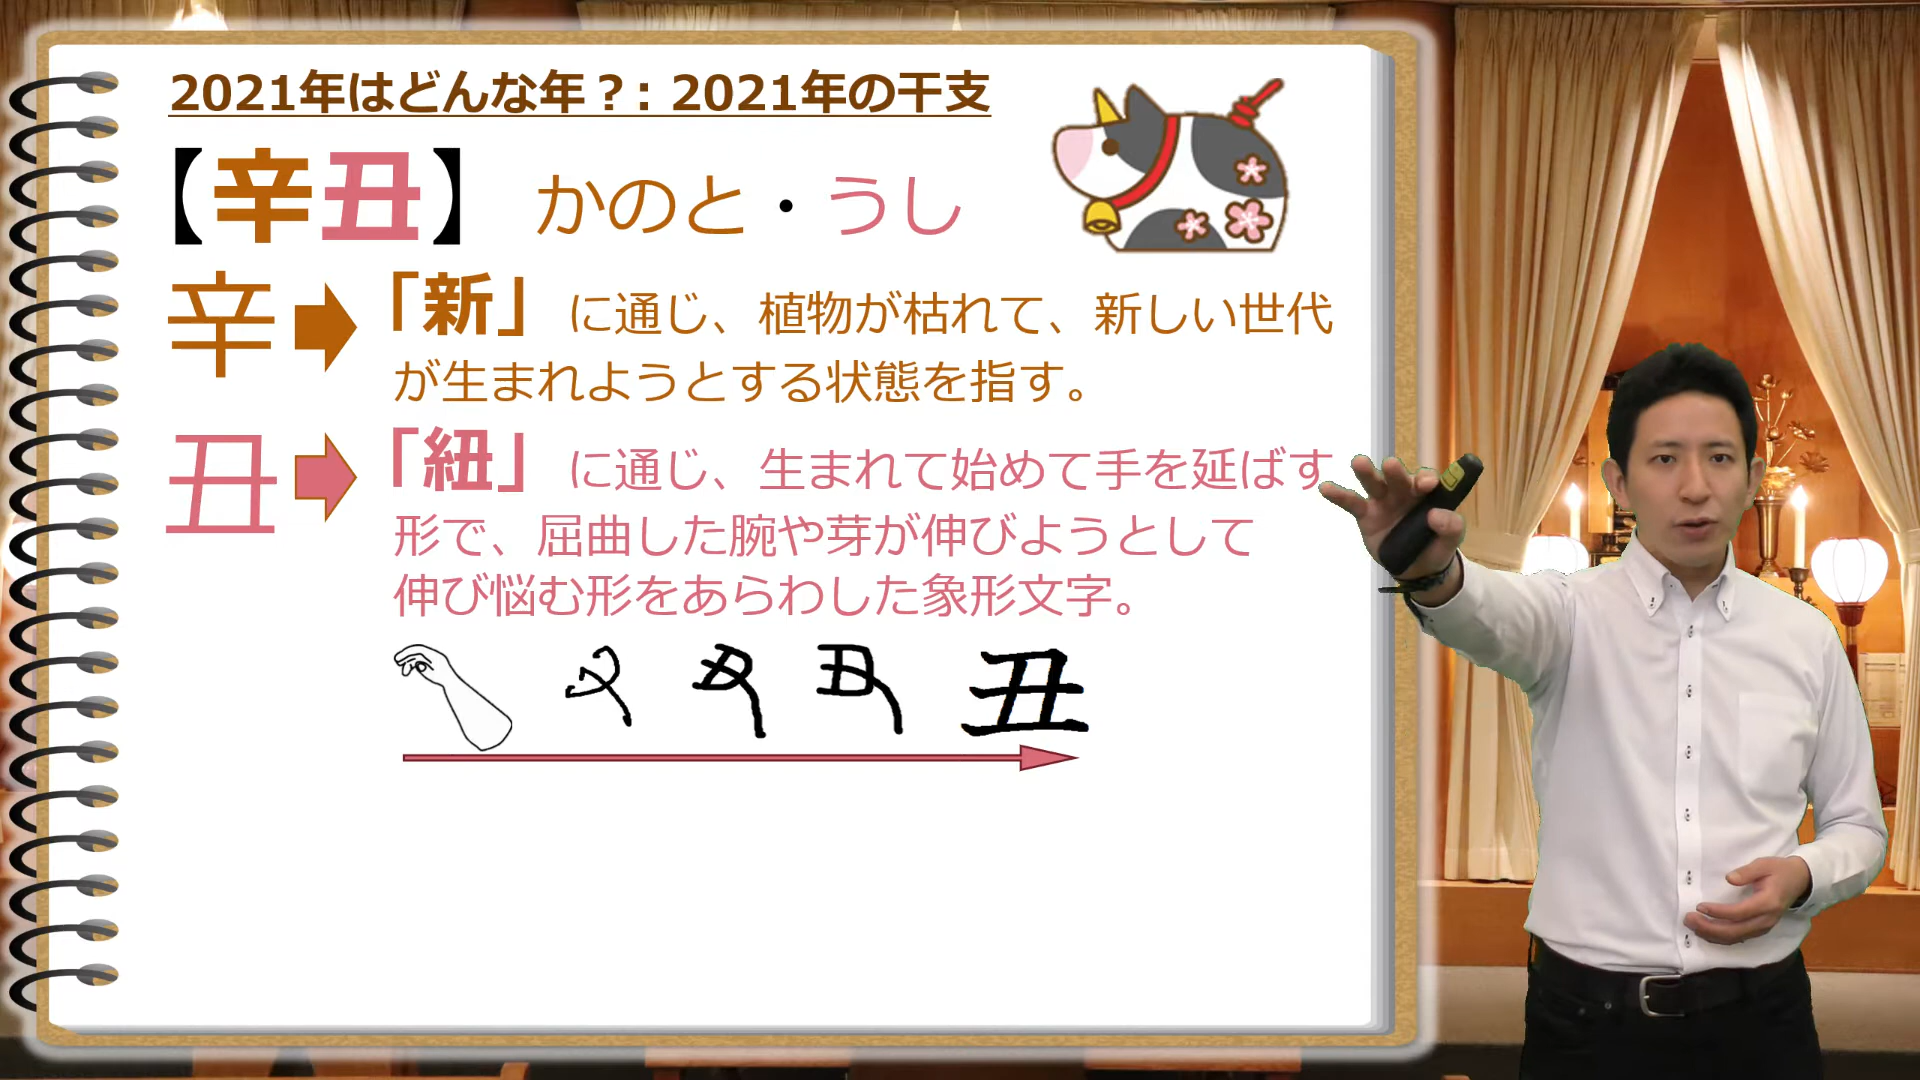 2021年はどんな年？: 2021年の干支
【辛丑】 かのと・うし
辛 「新」に通じ、植物が枯れて、新しい世代
が生まれようとする状態を指す。
丑 「紐」に通じ、生まれて始めて手を延ばす
形で、屈曲した腕や芽が伸びようとして
伸び悩む形をあらわした象形文字。
丑